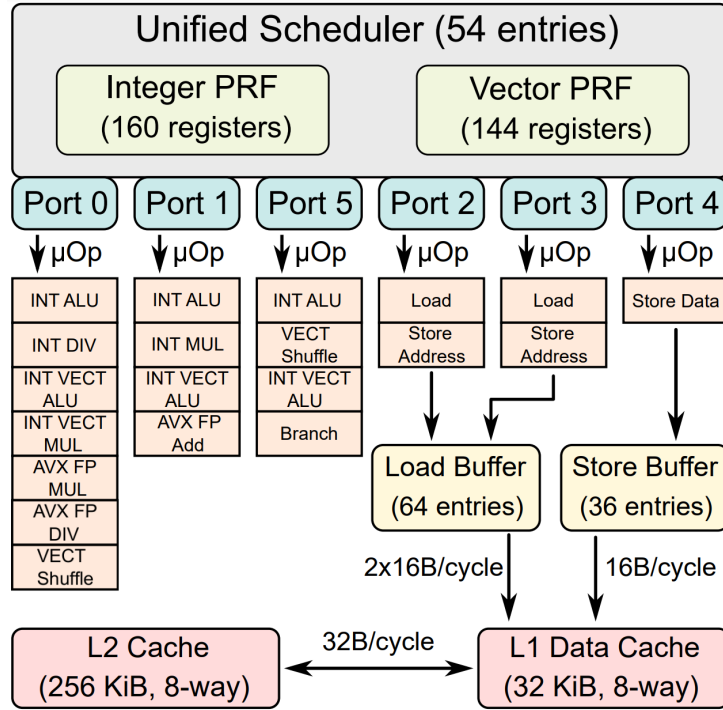 Unified Scheduler (54 entries)
Integer PRF
(160 registers)
Vector PRF
(144 registers)
Port 0
Port 1
Port 5
Port 2
Port 3
Port 4
μOp
μOp
μOp
μOp
μOp
μOp
INT ALU
INT DIV
INT VECT
ALU
INT VECT
MUL
AVX FP
MUL
AVX FP
DIV
VECT
Shuffle
INT ALU
INT MUL
INT VECT
ALU
AVX FP
Add
INT ALU
VECT
Shuffle
INT VECT
ALU
Branch
Load
Store
Address
Load
Store
Address
Store Data
Load Buffer
(64 entries)
Store Buffer
(36 entries)
2x16B/cycle
16B/cycle
L2 Cache
(256 KiB, 8-way)
32B/cycle
L1 Data Cache
(32 KiB, 8-way)